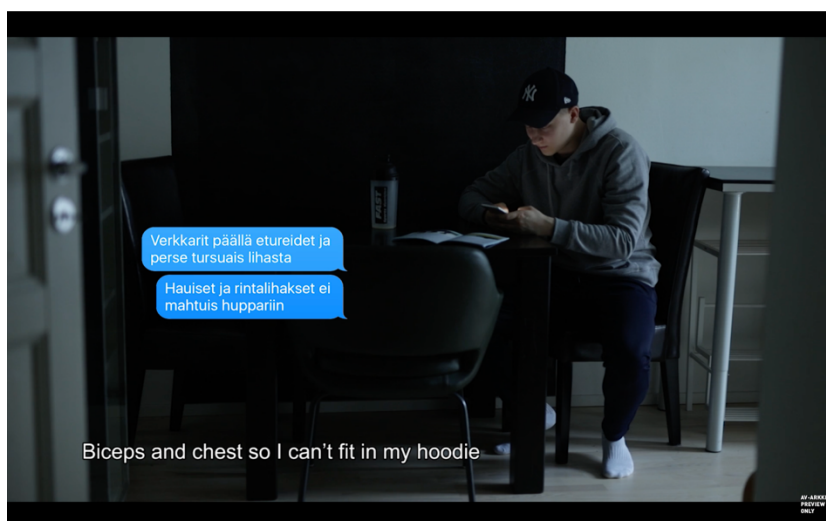 NY
FAST
Verkkarit päällä etureidet ja
perse tursuais lihasta
Hauiset ja rintalihakset ei
mahtuis huppariin
Biceps and chest so I can't fit in my hoodie
AV-ARKKI
PREVIEW
ONLY